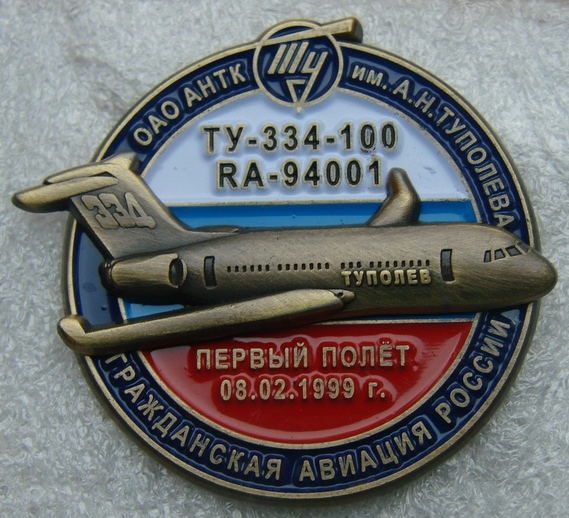 ОАО АНТК
Ту
им. А.Н.ТУПОЛЕВА
ТУ-334-100
RA-94001
334
ТУПОЛЕВ
ПЕРВЫЙ ПОЛЁТ
08.02.1999 г.
ГРАЖДАНСКАЯ АВИАЦИЯ РОССИИ